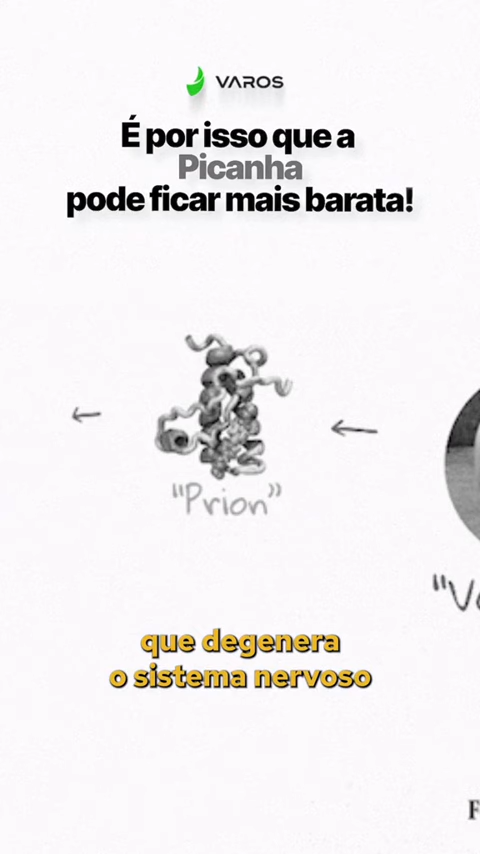 VAROS
É por isso que a
Picanha
pode ficar mais barata!
"Prion"
que degenera
o sistema nervoso